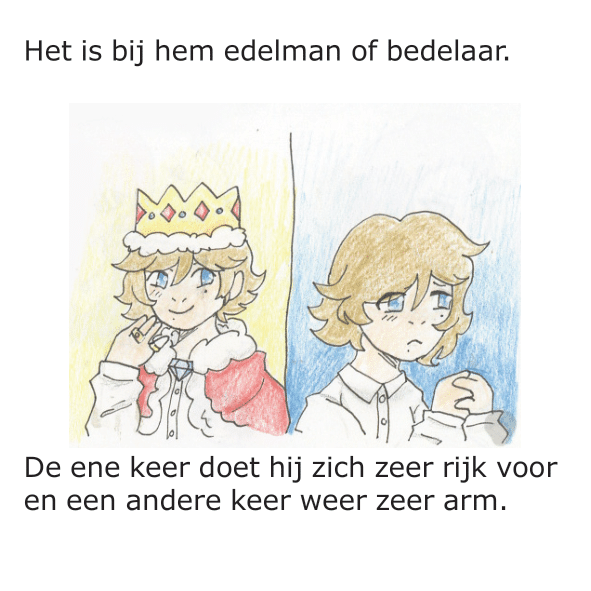 Het is bij hem edelman of bedelaar.
De ene keer doet hij zich zeer rijk voor
en een andere keer weer zeer arm.